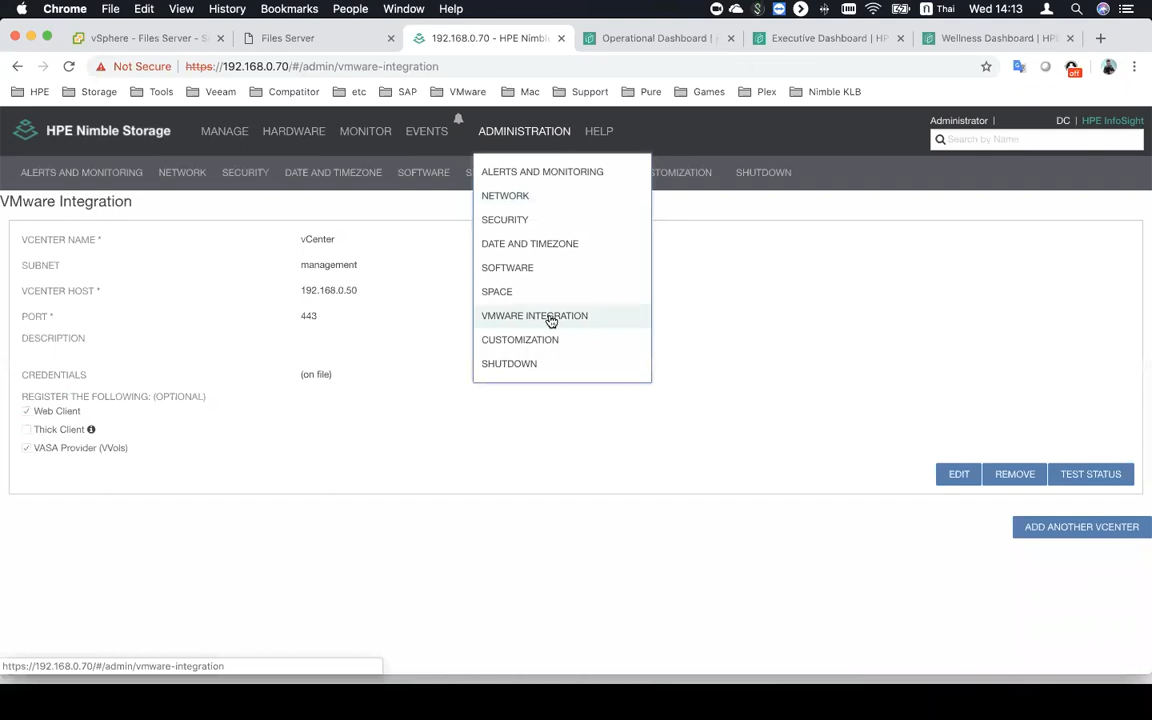 Chrome File Edit View History Bookmarks People Window Help Thai Wed 14:13
vSphere - Files Server - S Files Server 192.168.0.70 - HPE Nimble Operational Dashboard | Executive Dashboard | HP Wellness Dashboard | HPE
Not Secure https://192.168.0.70/#/admin/vmware-integration off
HPE Storage Tools Veeam Compatitor etc SAP VMware Mac Support Pure Games Plex Nimble KLB
HPE Nimble Storage MANAGE HARDWARE MONITOR EVENTS ADMINISTRATION HELP
Administrator | DC | HPE InfoSight
Search by Name
ALERTS AND MONITORING NETWORK SECURITY DATE AND TIMEZONE SOFTWARE S STOMIZATION SHUTDOWN
ALERTS AND MONITORING
NETWORK
SECURITY
DATE AND TIMEZONE
SOFTWARE
SPACE
VMWARE INTEGRATION
CUSTOMIZATION
SHUTDOWN
VMware Integration
VCENTER NAME * vCenter
SUBNET management
VCENTER HOST * 192.168.0.50
PORT * 443
DESCRIPTION
CREDENTIALS (on file)
REGISTER THE FOLLOWING: (OPTIONAL)
Web Client
Thick Client
VASA Provider (VVols)
EDIT REMOVE TEST STATUS
ADD ANOTHER VCENTER
https://192.168.0.70/#/admin/vmware-integration